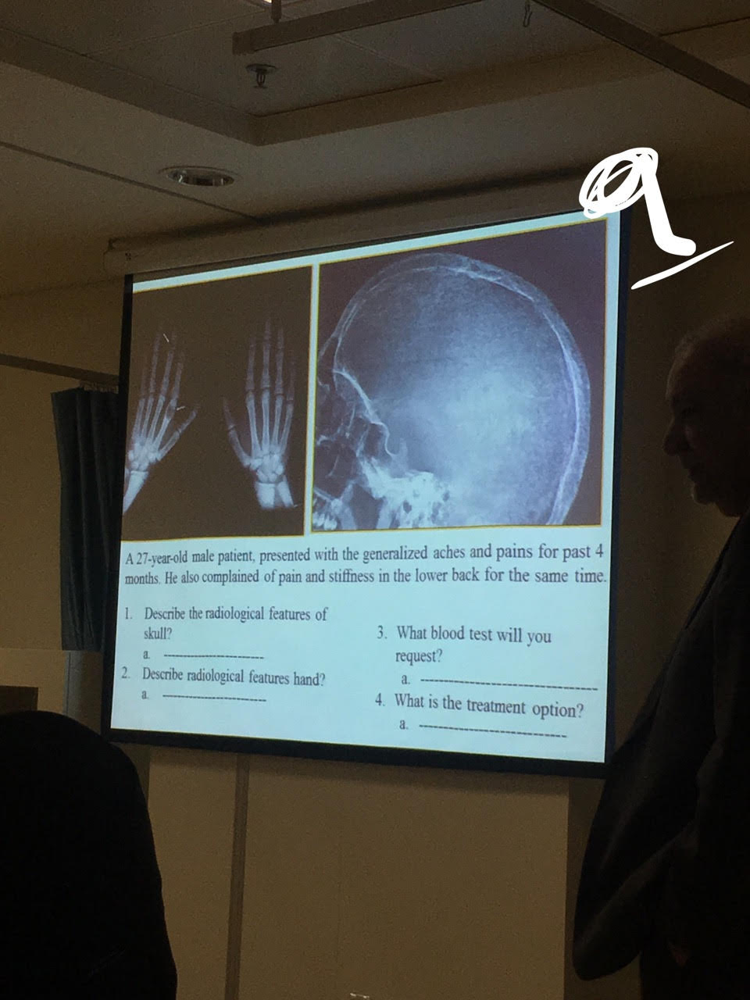 A 27-year-old male patient, presented with the generalized aches and pains for past 4
months. He also complained of pain and stiffness in the lower back for the same time.
1. Describe the radiological features of
skull?
a. --------------------
2. Describe radiological features hand?
a. --------------------
3. What blood test will you
request?
a. ----------------------------------
4. What is the treatment option?
a. ----------------------------
9